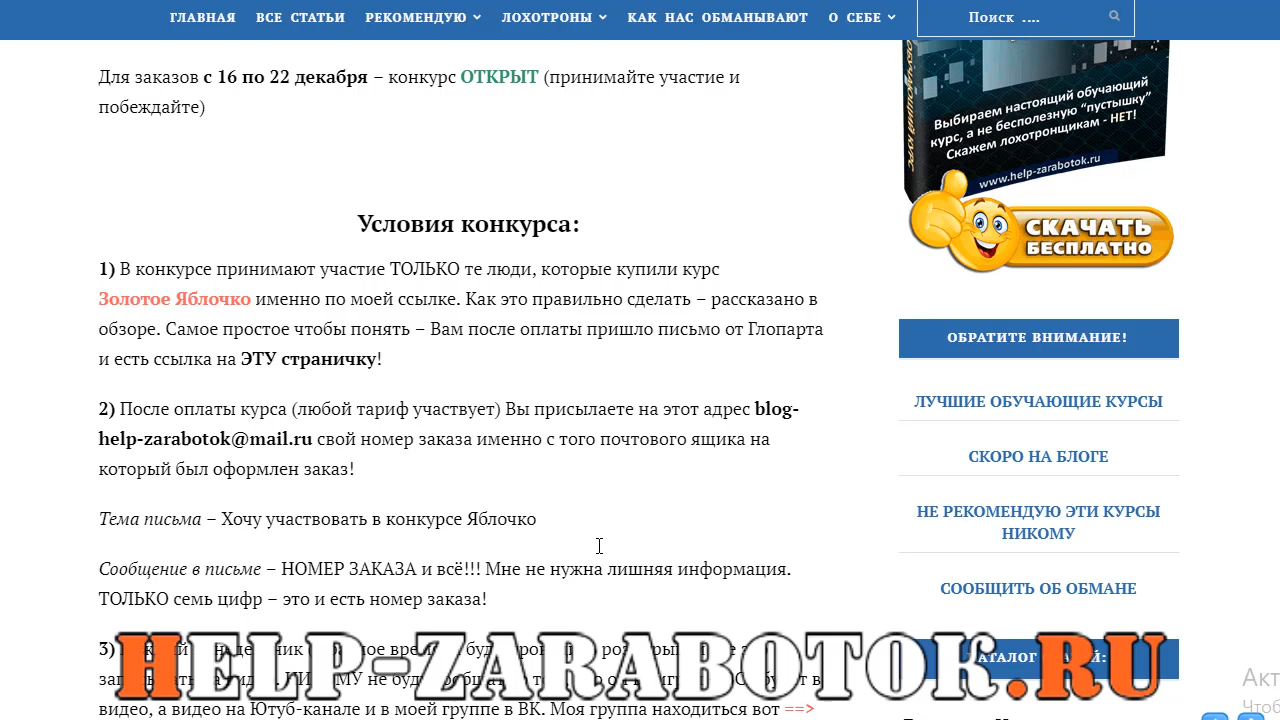 ГЛАВНАЯ ВСЕ СТАТЬИ РЕКОМЕНДУЮ ЛОХОТРОНЫ КАК НАС ОБМАНЫВАЮТ О СЕБЕ Поиск ....
Для заказов с 16 по 22 декабря – конкурс ОТКРЫТ (принимайте участие и
побеждайте)
Условия конкурса:
1) В конкурсе принимают участие ТОЛЬКО те люди, которые купили курс
Золотое Яблочко именно по моей ссылке. Как это правильно сделать – рассказано в
обзоре. Самое простое чтобы понять – Вам после оплаты пришло письмо от Глопарта
и есть ссылка на ЭТУ страничку!
2) После оплаты курса (любой тариф участвует) Вы присылаете на этот адрес blog-
help-zarabotok@mail.ru свой номер заказа именно с того почтового ящика на
который был оформлен заказ!
Тема письма – Хочу участвовать в конкурсе Яблочко
Сообщение в письме – НОМЕР ЗАКАЗА и всё!!! Мне не нужна лишняя информация.
ТОЛЬКО семь цифр – это и есть номер заказа!
3)
видео, а видео на Ютуб-канале и в моей группе в ВК. Моя группа находиться вот ==>
Выбираем настоящий обучающий
курс, а не бесполезную "пустышку"
Скажем лохотронщикам - НЕТ!
www.help-zarabotok.ru
СКАЧАТЬ
БЕСПЛАТНО
ОБРАТИТЕ ВНИМАНИЕ!
ЛУЧШИЕ ОБУЧАЮЩИЕ КУРСЫ
СКОРО НА БЛОГЕ
НЕ РЕКОМЕНДУЮ ЭТИ КУРСЫ
НИКОМУ
СООБЩИТЬ ОБ ОБМАНЕ
HELP-ZARABOTOK.RU
Акт
Чтоб